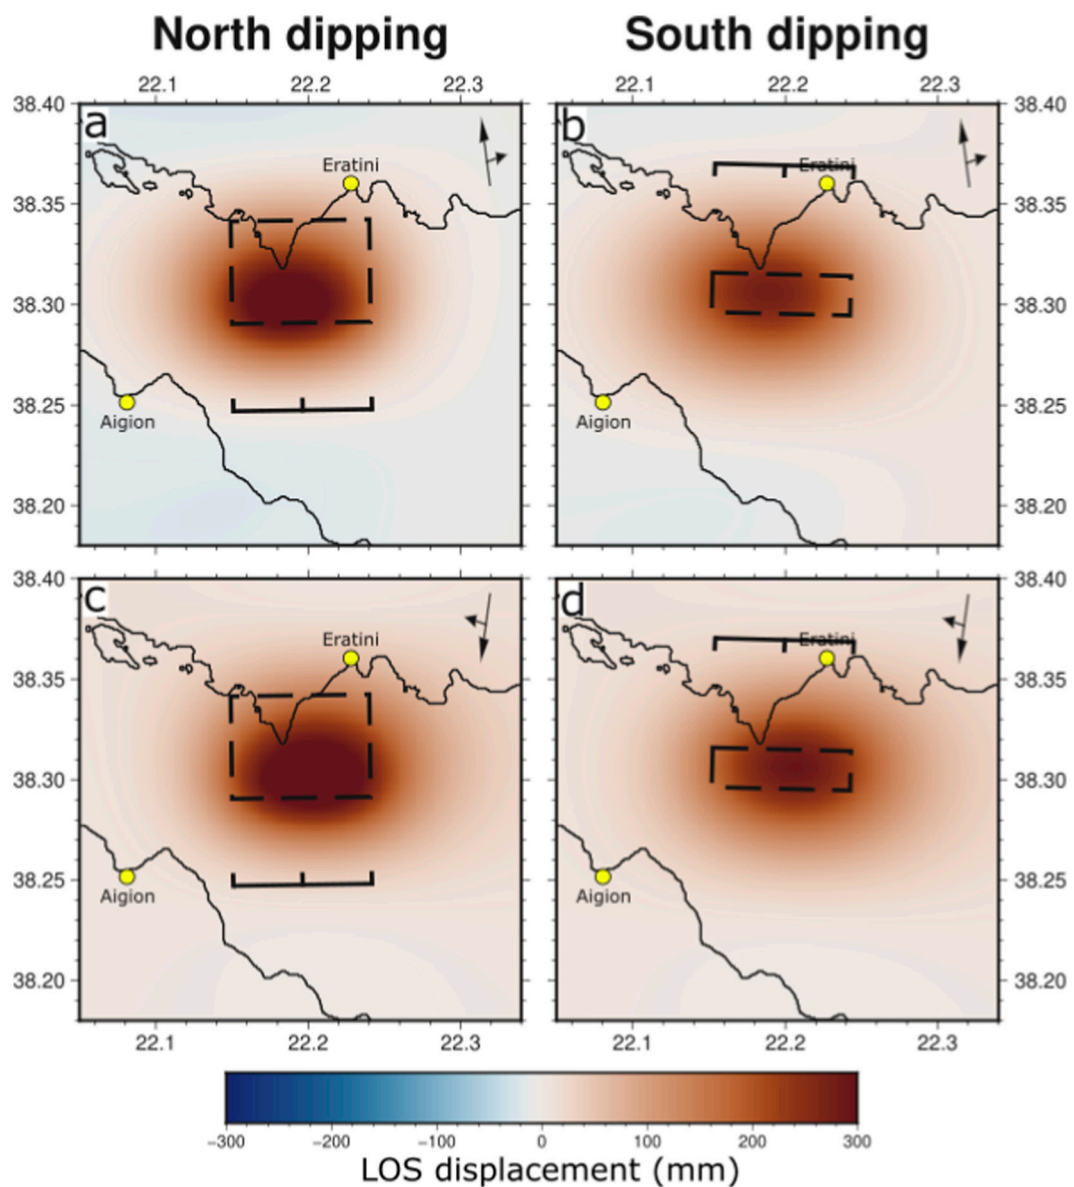 North dipping South dipping
22.1 22.2 22.3 22.1 22.2 22.3
38.40 a b 38.40
Eratini Eratini
38.35 38.35
38.30 38.30
38.25 38.25
Aigion Aigion
38.20 38.20
38.40 c d 38.40
Eratini Eratini
38.35 38.35
38.30 38.30
38.25 38.25
Aigion Aigion
38.20 38.20
22.1 22.2 22.3 22.1 22.2 22.3
−300 −200 −100 0 100 200 300
LOS displacement (mm)